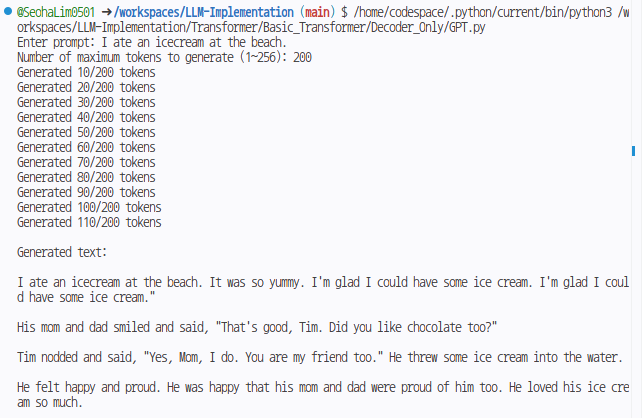 @SeohaLim0501 ➜/workspaces/LLM-Implementation (main) $ /home/codespace/.python/current/bin/python3 /w
orkspaces/LLM-Implementation/Transformer/Basic_Transformer/Decoder_Only/GPT.py
Enter prompt: I ate an icecream at the beach.
Number of maximum tokens to generate (1~256): 200
Generated 10/200 tokens
Generated 20/200 tokens
Generated 30/200 tokens
Generated 40/200 tokens
Generated 50/200 tokens
Generated 60/200 tokens
Generated 70/200 tokens
Generated 80/200 tokens
Generated 90/200 tokens
Generated 100/200 tokens
Generated 110/200 tokens
Generated text:
I ate an icecream at the beach. It was so yummy. I'm glad I could have some ice cream. I'm glad I coul
d have some ice cream."
His mom and dad smiled and said, "That's good, Tim. Did you like chocolate too?"
Tim nodded and said, "Yes, Mom, I do. You are my friend too." He threw some ice cream into the water.
He felt happy and proud. He was happy that his mom and dad were proud of him too. He loved his ice cre
am so much.